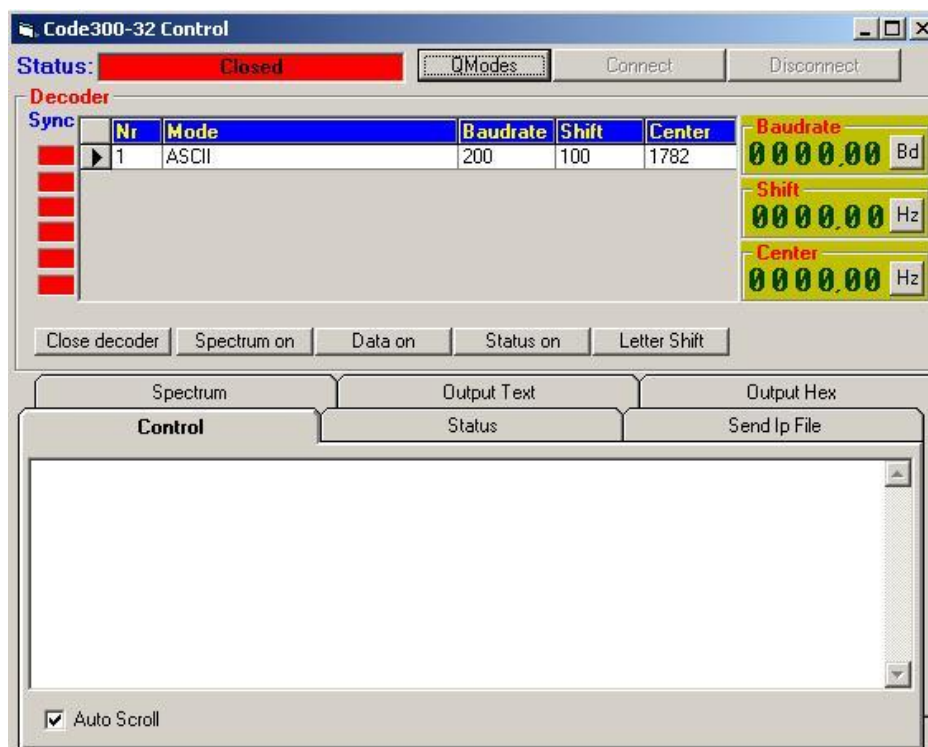 Code300-32 Control
Status: Closed QModes Connect Disconnect
Decoder
Sync
Nr Mode Baudrate Shift Center
1 ASCII 200 100 1782
Baudrate
0000,00 Bd
Shift
0000,00 Hz
Center
0000,00 Hz
Close decoder Spectrum on Data on Status on Letter Shift
Spectrum Output Text Output Hex
Control Status Send Ip File
Auto Scroll